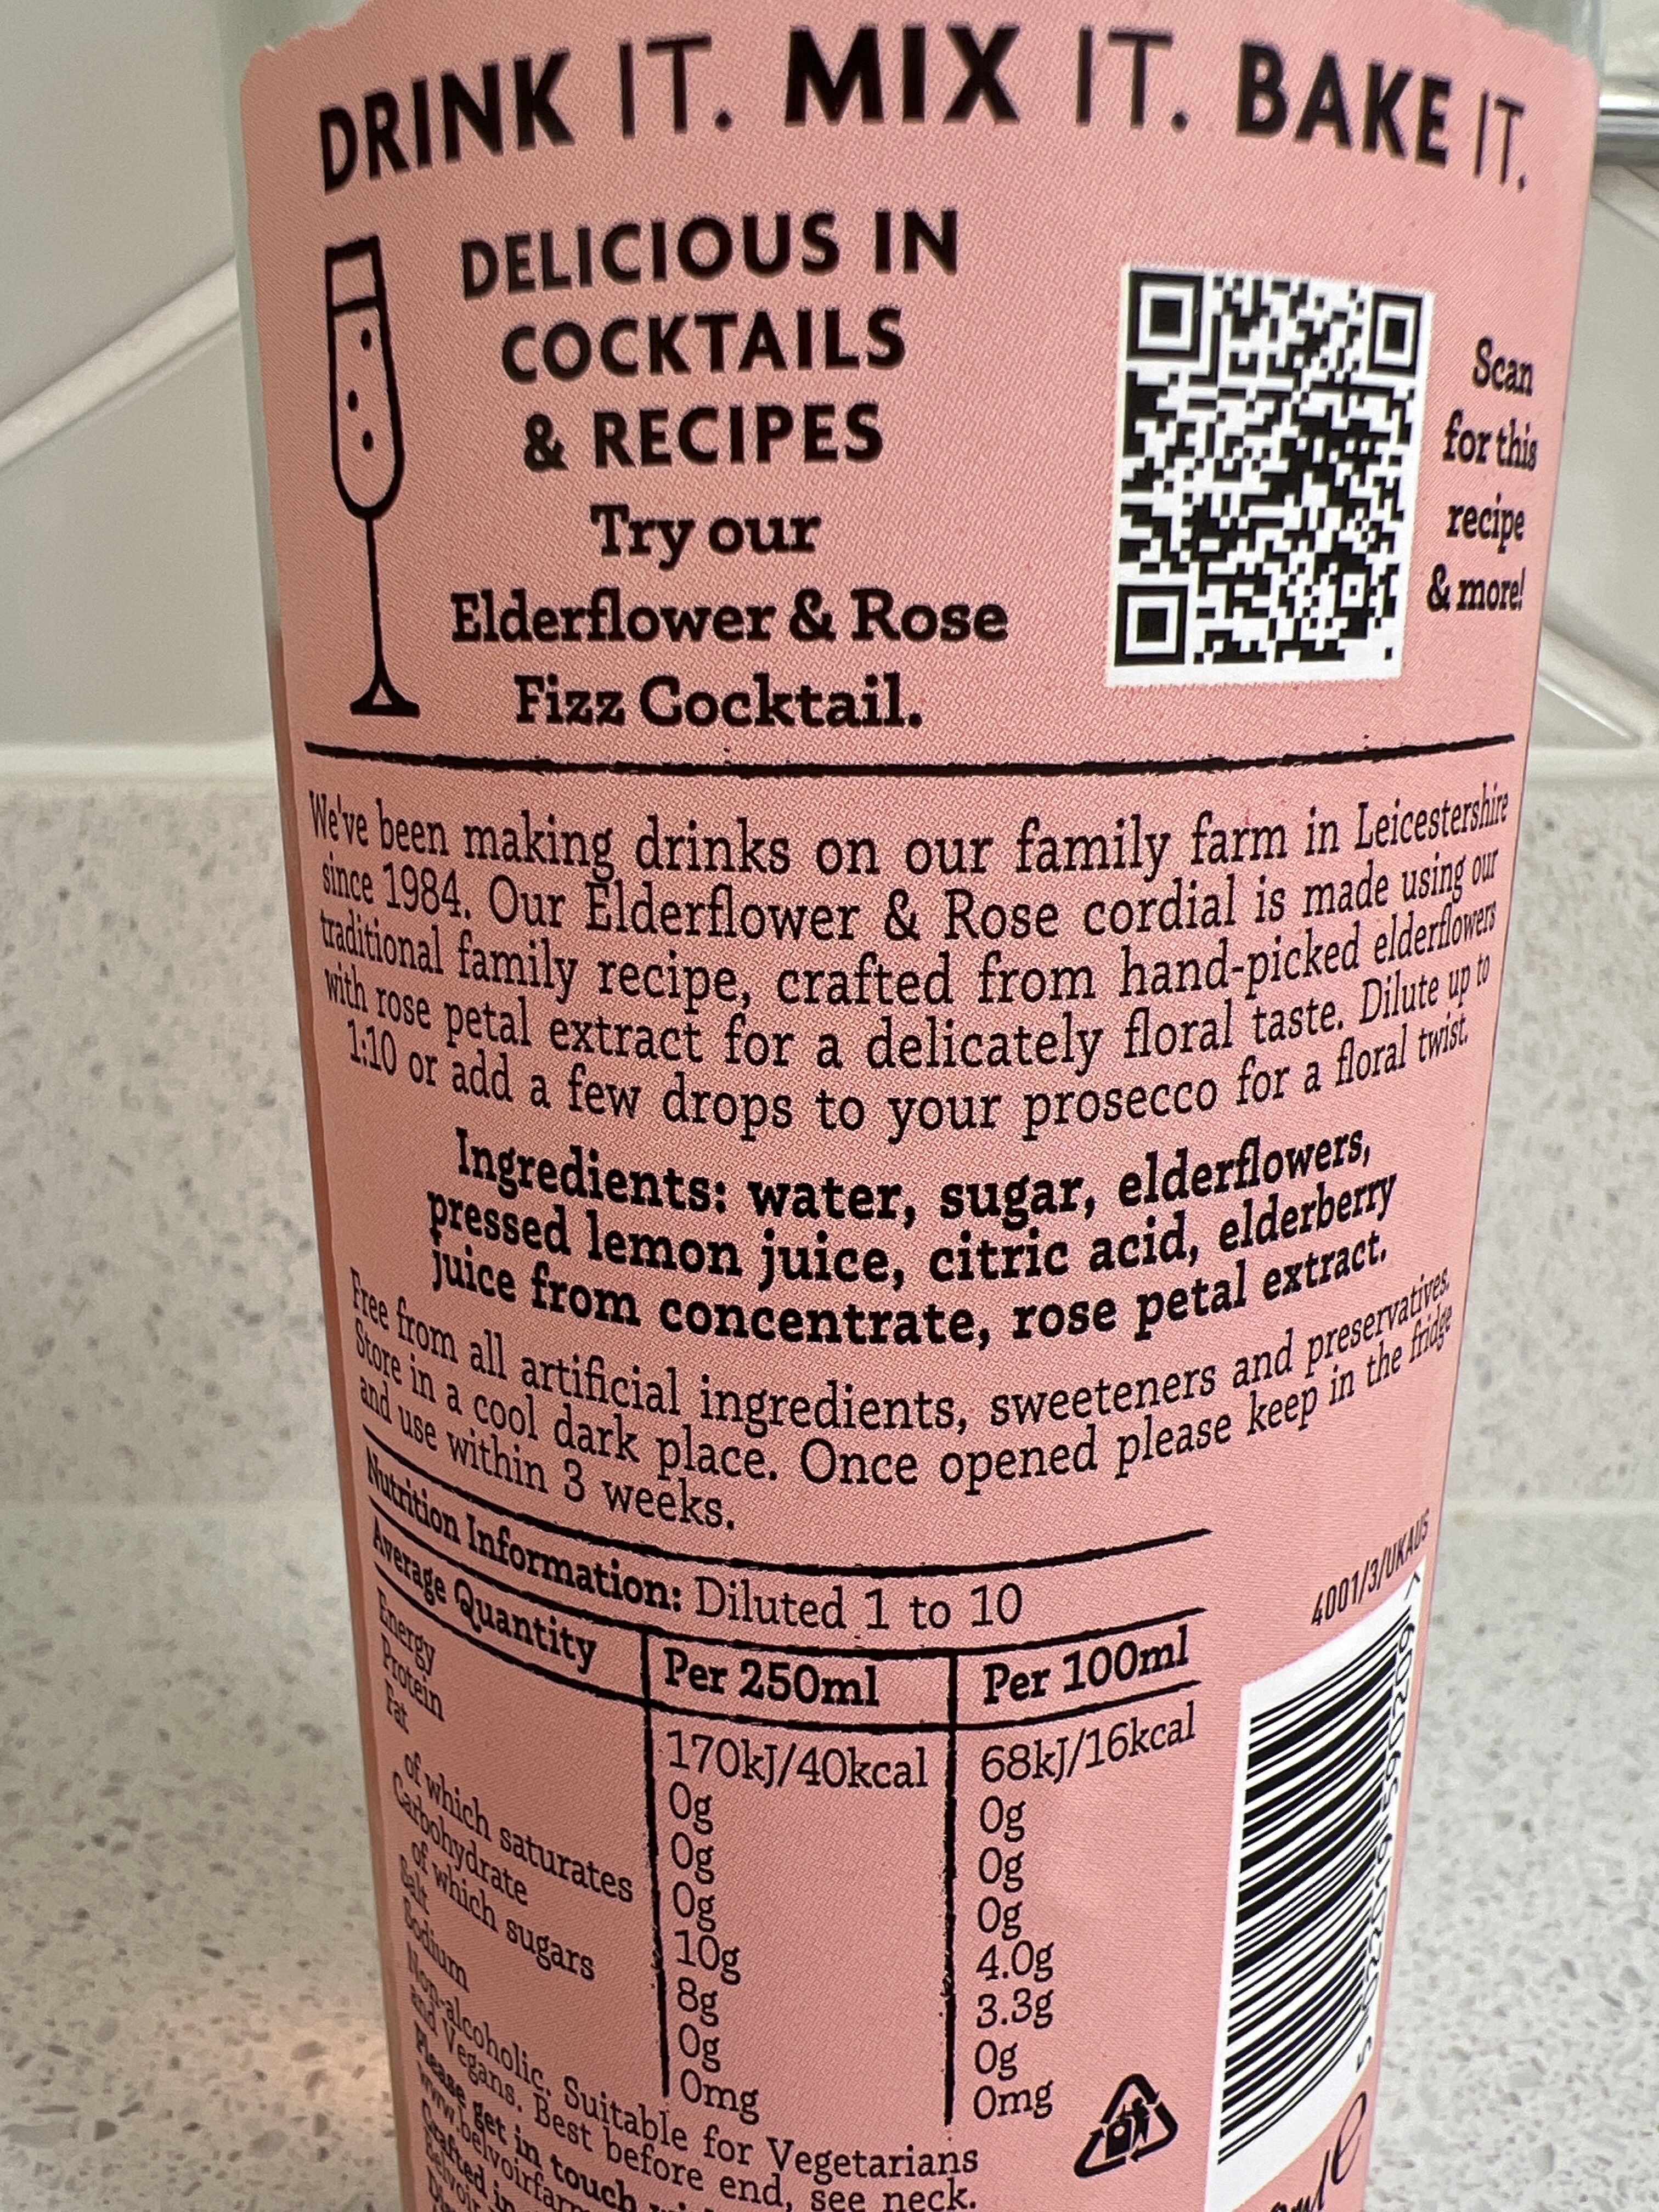 DRINK IT. MIX IT. BAKE IT.
DELICIOUS IN
COCKTAILS
& RECIPES
Try our
Elderflower & Rose
Fizz Cocktail.
Scan
for this
recipe
& more!
We've been making drinks on our family farm in Leicestershire
since 1984. Our Elderflower & Rose cordial is made using our
traditional family recipe, crafted from hand-picked elderflowers
with rose petal extract for a delicately floral taste. Dilute up to
1:10 or add a few drops to your prosecco for a floral twist.
Ingredients: water, sugar, elderflowers,
pressed lemon juice, citric acid, elderberry
juice from concentrate, rose petal extract.
Free from all artificial ingredients, sweeteners and preservatives.
Store in a cool dark place. Once opened please keep in the fridge
and use within 3 weeks.
Nutrition Information: Diluted 1 to 10
Average Quantity Per 250ml Per 100ml
Energy 170kJ/40kcal 68kJ/16kcal
Protein 0g 0g
Fat 0g 0g
of which saturates 0g 0g
Carbohydrate 10g 4.0g
of which sugars 8g 3.3g
Salt 0g 0g
Sodium 0mg 0mg
Non-alcoholic. Suitable for Vegetarians
and Vegans. Best before end, see neck.
Please get in touch
www.belvoirfarm
Crafted in
Belvoir
4001/3/UKAUS